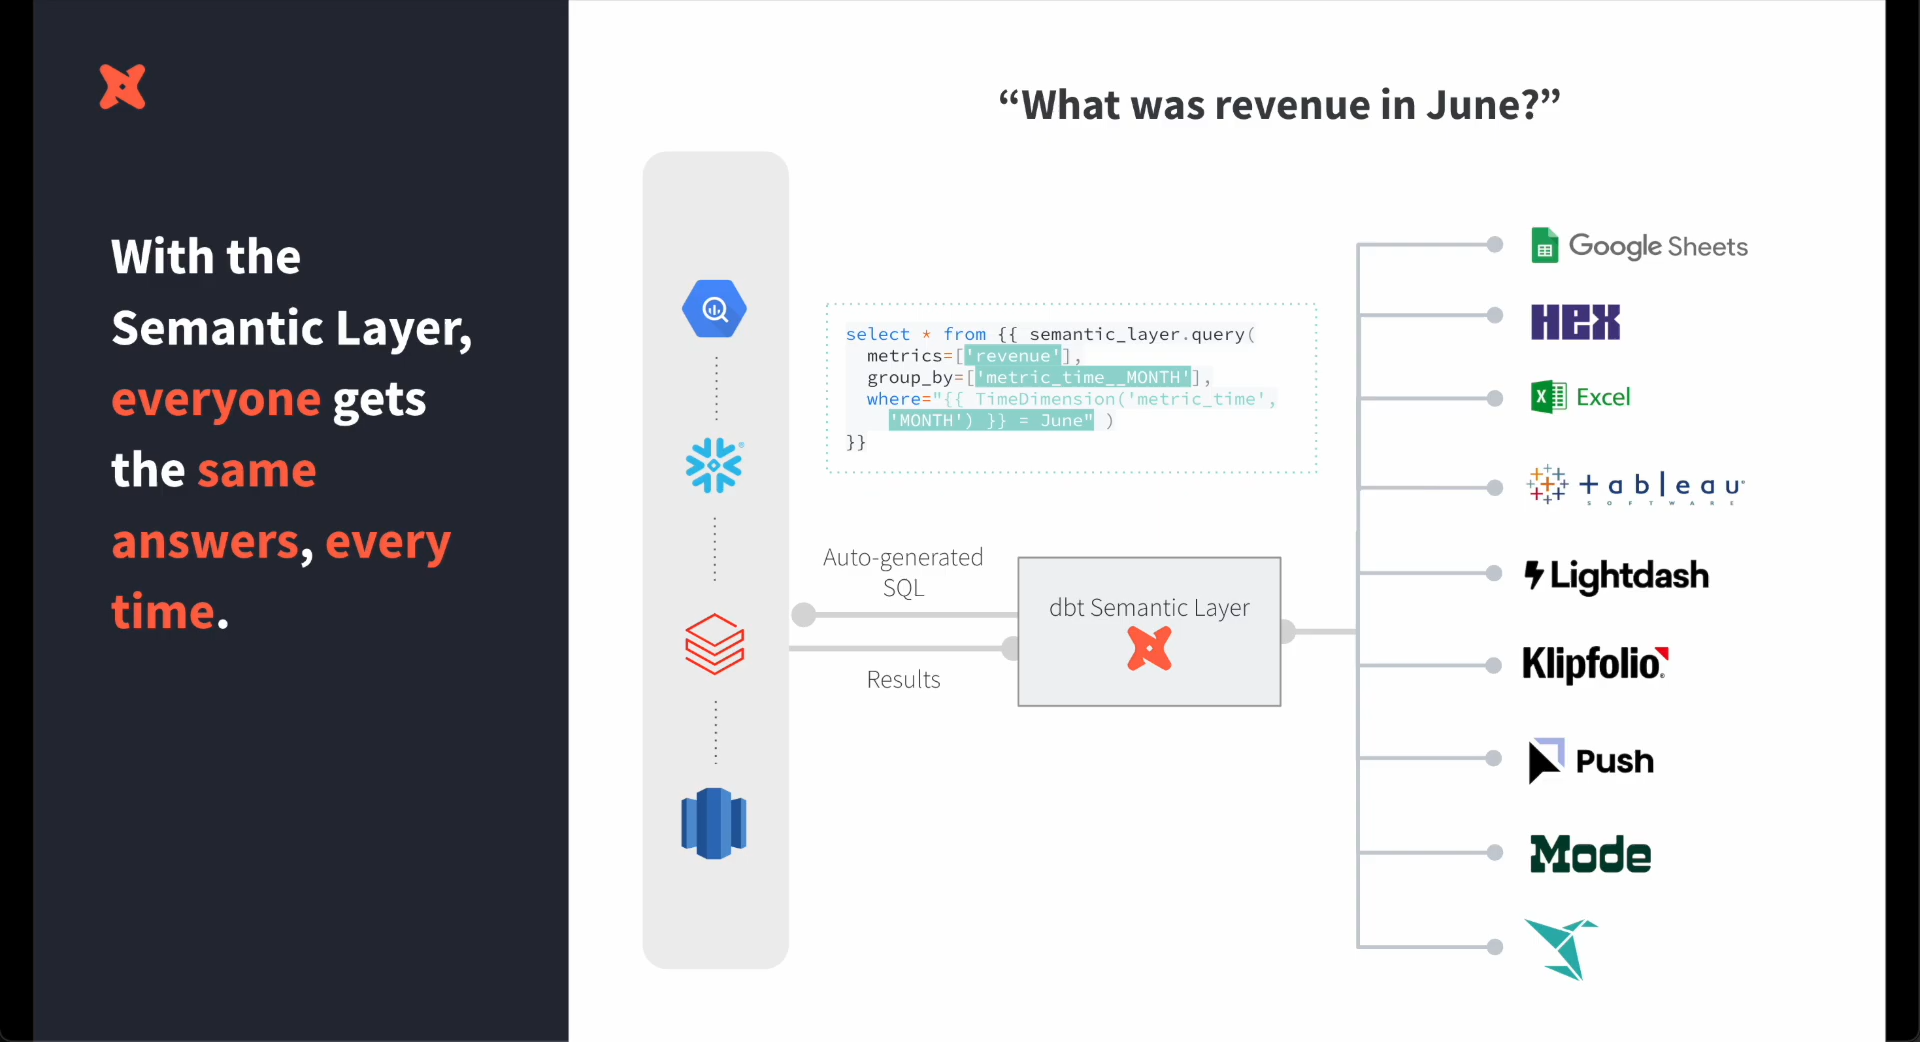 With the
Semantic Layer,
everyone gets
the same
answers, every
time.
“What was revenue in June?”
select * from {{ semantic_layer.query(
metrics=['revenue'],
group_by=['metric_time__MONTH'],
where="{{ TimeDimension('metric_time',
'MONTH') }} = June" )
}}
Auto-generated
SQL
Results
dbt Semantic Layer
Google Sheets
HEX
Excel
tableau
SOFTWARE
Lightdash
Klipfolio
Push
Mode